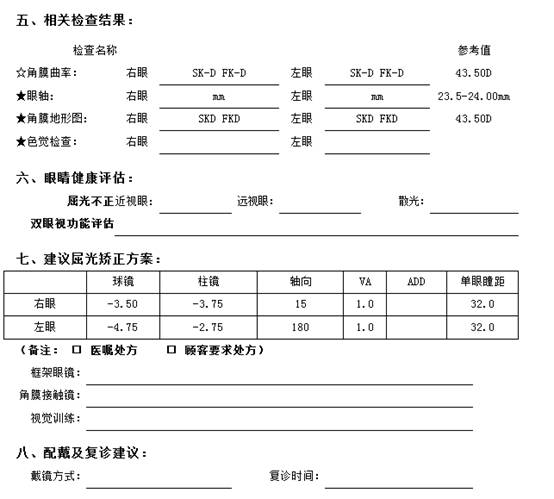 五、相关检查结果：
检查名称 参考值
☆角膜曲率： 右眼 SK-D FK-D 左眼 SK-D FK-D 43.50D
★眼轴： 右眼 mm 左眼 mm 23.5-24.00mm
★角膜地形图： 右眼 SKD FKD 左眼 SKD FKD 43.50D
★色觉检查： 右眼 左眼
六、眼睛健康评估：
屈光不正近视眼： 远视眼： 散光：
双眼视功能评估
七、建议屈光矫正方案：
球镜 柱镜 轴向 VA ADD 单眼瞳距
右眼 -3.50 -3.75 15 1.0 32.0
左眼 -4.75 -2.75 180 1.0 32.0
（备注： □ 医嘱处方 □ 顾客要求处方）
框架眼镜：
角膜接触镜：
视觉训练：
八、配戴及复诊建议：
戴镜方式： 复诊时间：